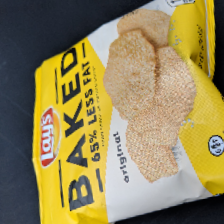 Lay's
BAKED
65% LESS FAT
original